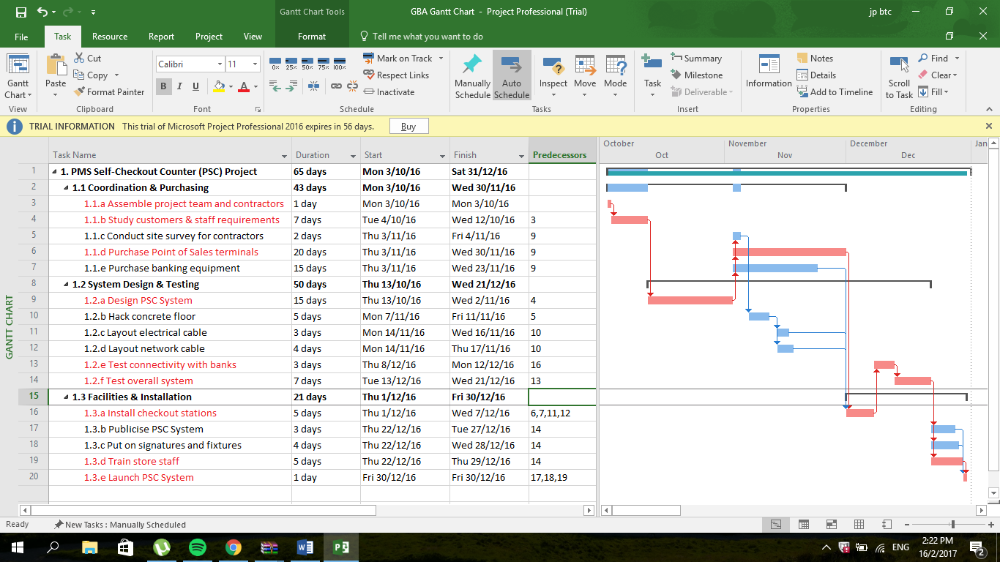 Gantt Chart Tools
GBA Gantt Chart - Project Professional (Trial)
jp btc
File Task Resource Report Project View Format Tell me what you want to do
Gantt Chart
View
Paste
Cut
Copy
Format Painter
Clipboard
Calibri 11
B I U A
Font
0% 25% 50% 75% 100%
Mark on Track
Respect Links
Inactivate
Schedule
Manually Schedule
Auto Schedule
Inspect Move Mode
Tasks
Task
Summary
Milestone
Deliverable
Insert
Information
Notes
Details
Add to Timeline
Properties
Scroll to Task
Find
Clear
Fill
Editing
TRIAL INFORMATION This trial of Microsoft Project Professional 2016 expires in 56 days. Buy
Task Name Duration Start Finish Predecessors
October November December Jan
Oct Nov Dec
1 1. PMS Self-Checkout Counter (PSC) Project 65 days Mon 3/10/16 Sat 31/12/16
2 1.1 Coordination & Purchasing 43 days Mon 3/10/16 Wed 30/11/16
3 1.1.a Assemble project team and contractors 1 day Mon 3/10/16 Mon 3/10/16
4 1.1.b Study customers & staff requirements 7 days Tue 4/10/16 Wed 12/10/16 3
5 1.1.c Conduct site survey for contractors 2 days Thu 3/11/16 Fri 4/11/16 9
6 1.1.d Purchase Point of Sales terminals 20 days Thu 3/11/16 Wed 30/11/16 9
7 1.1.e Purchase banking equipment 15 days Thu 3/11/16 Wed 23/11/16 9
8 1.2 System Design & Testing 50 days Thu 13/10/16 Wed 21/12/16
9 1.2.a Design PSC System 15 days Thu 13/10/16 Wed 2/11/16 4
10 1.2.b Hack concrete floor 5 days Mon 7/11/16 Fri 11/11/16 5
11 1.2.c Layout electrical cable 3 days Mon 14/11/16 Wed 16/11/16 10
12 1.2.d Layout network cable 4 days Mon 14/11/16 Thu 17/11/16 10
13 1.2.e Test connectivity with banks 3 days Thu 8/12/16 Mon 12/12/16 16
14 1.2.f Test overall system 7 days Tue 13/12/16 Wed 21/12/16 13
15 1.3 Facilities & Installation 21 days Thu 1/12/16 Fri 30/12/16
16 1.3.a Install checkout stations 5 days Thu 1/12/16 Wed 7/12/16 6,7,11,12
17 1.3.b Publicise PSC System 3 days Thu 22/12/16 Tue 27/12/16 14
18 1.3.c Put on signatures and fixtures 4 days Thu 22/12/16 Wed 28/12/16 14
19 1.3.d Train store staff 5 days Thu 22/12/16 Thu 29/12/16 14
20 1.3.e Launch PSC System 1 day Fri 30/12/16 Fri 30/12/16 17,18,19
GANTT CHART
Ready New Tasks : Manually Scheduled
ENG
2:22 PM
16/2/2017
2